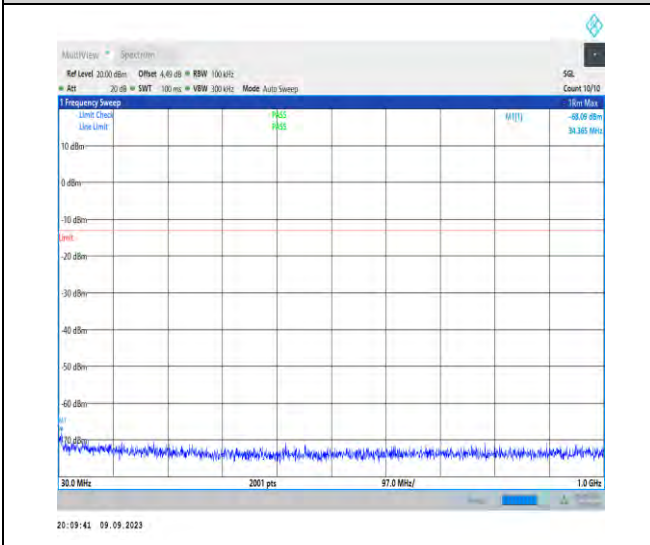 MultiView Spectrum
Ref Level 20.00 dBm Offset 4.49 dB RBW 100 kHz SGL
Att 20 dB SWT 100 ms VBW 300 kHz Mode Auto Sweep Count 10/10
1 Frequency Sweep 1Rm Max
Limit Check PASS M1[1] -68.09 dBm
Line Limit PASS 34.365 MHz
10 dBm
0 dBm
-10 dBm
Limit
-20 dBm
-30 dBm
-40 dBm
-50 dBm
-60 dBm
M1
-70 dBm
30.0 MHz 2001 pts 97.0 MHz/ 1.0 GHz
20:09:41 09.09.2023